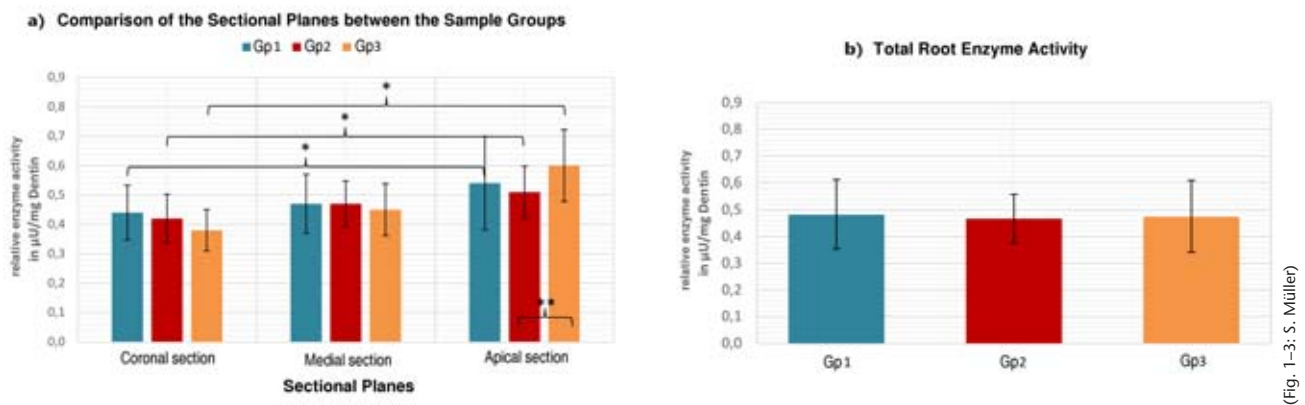 a) Comparison of the Sectional Planes between the Sample Groups
Gp1 Gp2 Gp3
relative enzyme activity
in µU/mg Dentin
0,9
0,8
0,7
0,6
0,5
0,4
0,3
0,2
0,1
0,0
*
*
*
**
Coronal section Medial section Apical section
Sectional Planes
b) Total Root Enzyme Activity
relative enzyme activity
in µU/mg Dentin
0,9
0,8
0,7
0,6
0,5
0,4
0,3
0,2
0,1
0,0
Gp1 Gp2 Gp3
(Fig. 1–3: S. Müller)